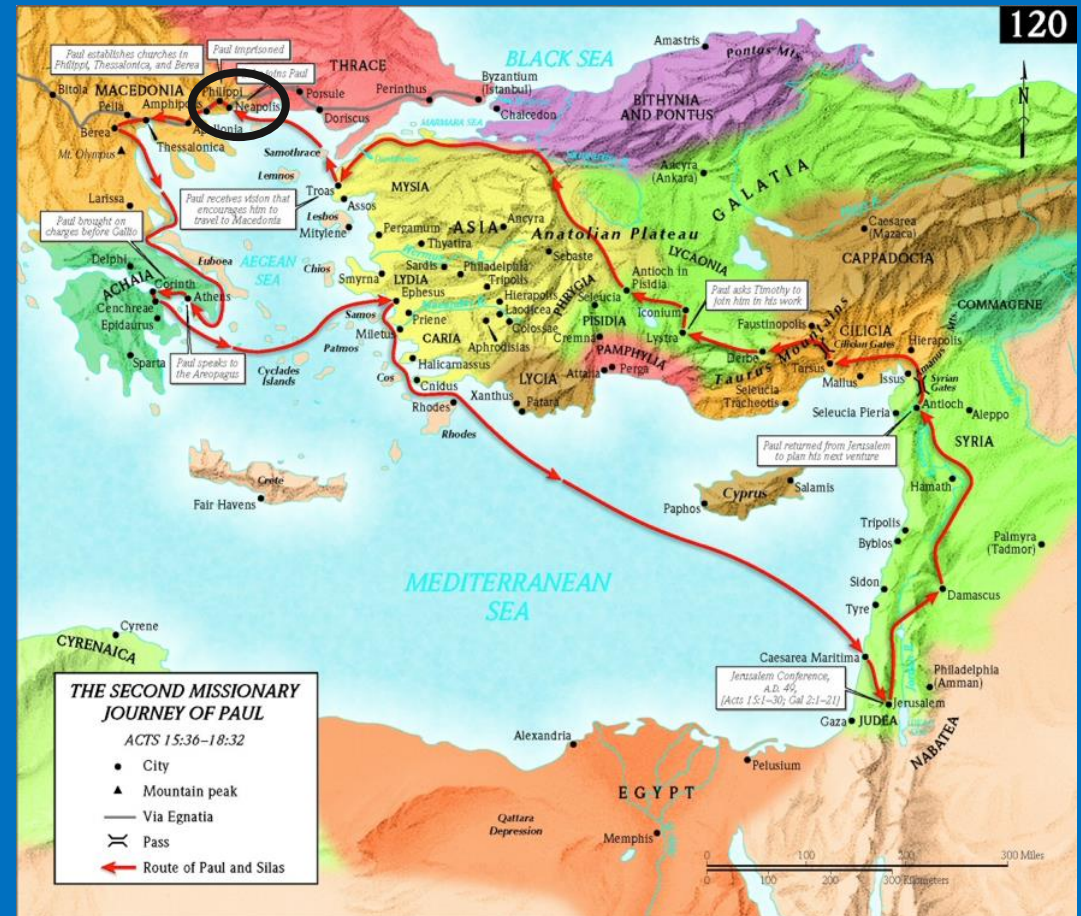 120
Paul establishes churches in
Philippi, Thessalonica, and Berea
Paul imprisoned
joins Paul
BLACK SEA
Amastris
Pontus Mts.
THRACE
Byzantium
(Istanbul)
Chalcedon
BITHYNIA
AND PONTUS
Bitola
MACEDONIA
Philippi
Neapolis
Porsule
Perinthus
Doriscus
Pella
Amphipolis
Apollonia
MARMARA SEA
Berea
Thessalonica
Mt. Olympus
Samothrace
Lemnos
Ancyra
(Ankara)
GALATIA
Larissa
Paul receives vision that
encourages him to
travel to Macedonia
Troas
Assos
MYSIA
Lesbos
Mitylene
Pergamum
ASIA
Ancyra
Anatolian Plateau
Thyatira
Caesarea
(Mazaca)
CAPPADOCIA
Paul brought on
charges before Gallio
Delphi
Euboea
AEGEAN
SEA
Chios
Smyrna
Sardis
Philadelphia
Sebaste
LYCAONIA
LYDIA
Tripolis
Ephesus
Hierapolis
Laodicea
Colossae
PHRYGIA
Antioch in
Pisidia
Seleucia
Iconium
Paul asks Timothy to
join him in his work
COMMAGENE
ACHAIA
Corinth
Athens
Cenchreae
Epidaurus
Samos
Priene
Miletus
CARIA
Aphrodisias
PISIDIA
Cremna
Lystra
Faustinopolis
CILICIA
Cilician Gates
Hierapolis
Derbe
Taurus Mountains
Tarsus
Mallus
Issus
Amanus
Mts.
Syrian
Gates
Sparta
Paul speaks to
the Areopagus
Patmos
Cyclades
Islands
Halicarnassus
Cos
Cnidus
PAMPHYLIA
Attalia
Perga
LYCIA
Xanthus
Patara
Seleucia
Tracheotis
Seleucia Pieria
Antioch
Aleppo
Rhodes
Rhodes
Paul returned from Jerusalem
to plan his next venture
SYRIA
Crete
Fair Havens
Cyprus
Salamis
Paphos
Hamath
Tripolis
Byblos
Palmyra
(Tadmor)
MEDITERRANEAN
SEA
Sidon
Tyre
Damascus
Cyrene
CYRENAICA
Caesarea Maritima
Jerusalem Conference,
A.D. 49,
(Acts 15:1–30; Gal 2:1–21)
Philadelphia
(Amman)
Jerusalem
Gaza
JUDEA
NABATEA
THE SECOND MISSIONARY
JOURNEY OF PAUL
ACTS 15:36–18:32
City
Mountain peak
Via Egnatia
Pass
Route of Paul and Silas
Alexandria
Pelusium
EGYPT
Qattara
Depression
Memphis
0 100 200 300 Miles
0 100 200 300 Kilometers
N